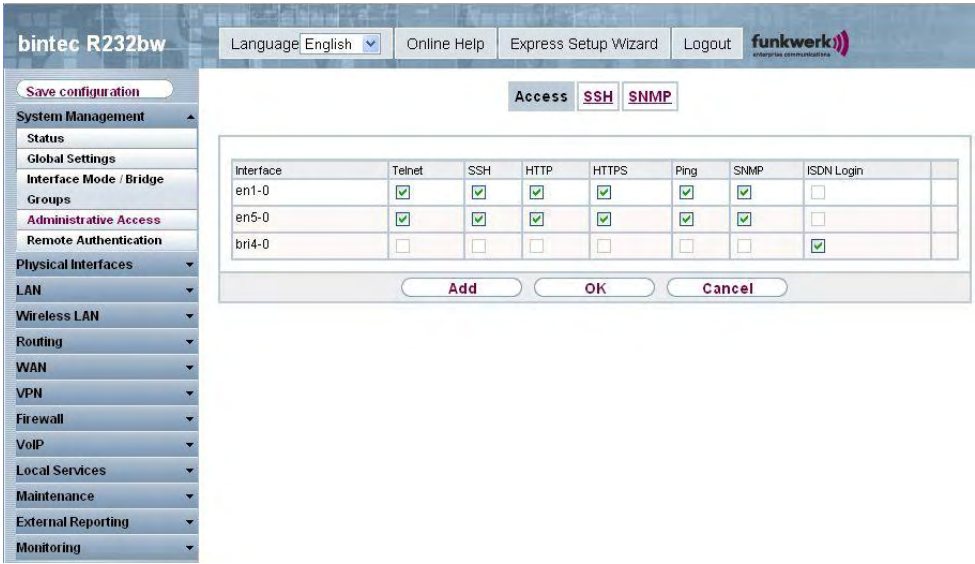 bintec R232bw
Language English Online Help Express Setup Wizard Logout funkwerk
enterprise communications
Save configuration
System Management
Status
Global Settings
Interface Mode / Bridge
Groups
Administrative Access
Remote Authentication
Physical Interfaces
LAN
Wireless LAN
Routing
WAN
VPN
Firewall
VoIP
Local Services
Maintenance
External Reporting
Monitoring
Access SSH SNMP
Interface Telnet SSH HTTP HTTPS Ping SNMP ISDN Login
en1-0
en5-0
bri4-0
Add OK Cancel